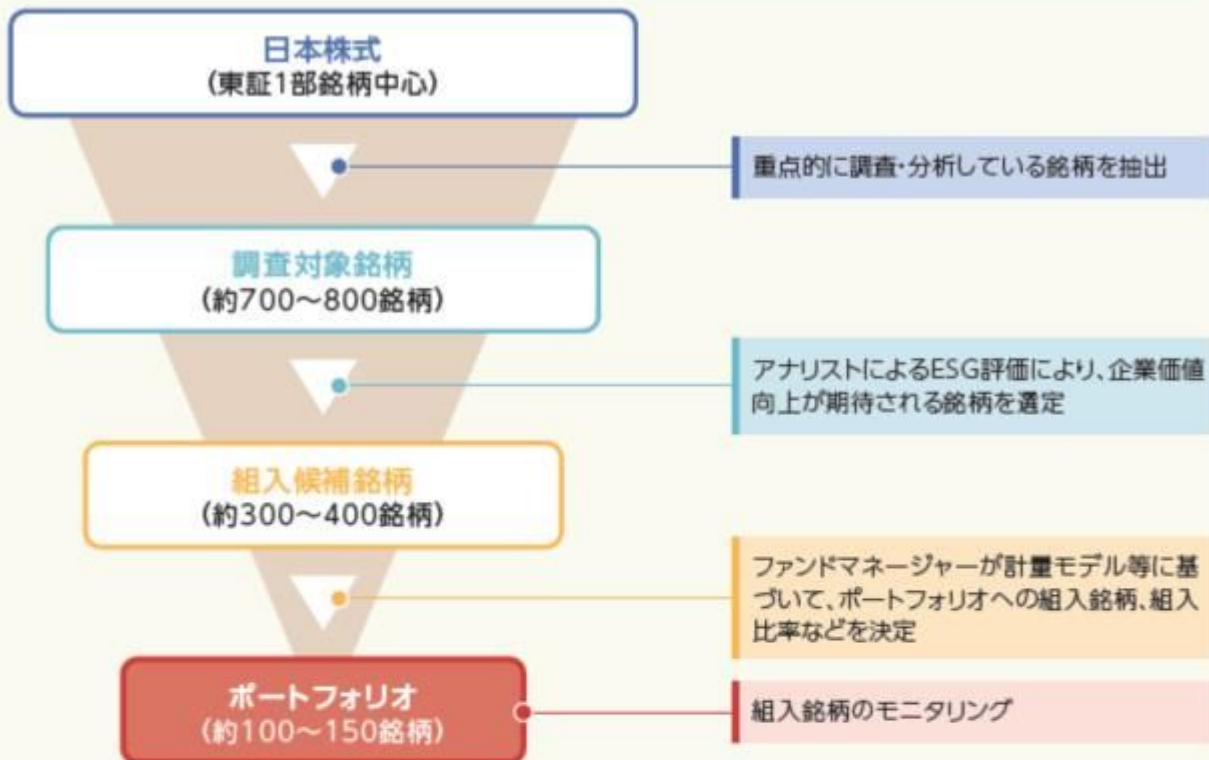 日本株式
(東証1部銘柄中心)
重点的に調査・分析している銘柄を抽出
調査対象銘柄
(約700～800銘柄)
アナリストによるESG評価により、企業価値
向上が期待される銘柄を選定
組入候補銘柄
(約300～400銘柄)
ファンドマネージャーが計量モデル等に基
づいて、ポートフォリオへの組入銘柄、組入
比率などを決定
ポートフォリオ
(約100～150銘柄)
組入銘柄のモニタリング